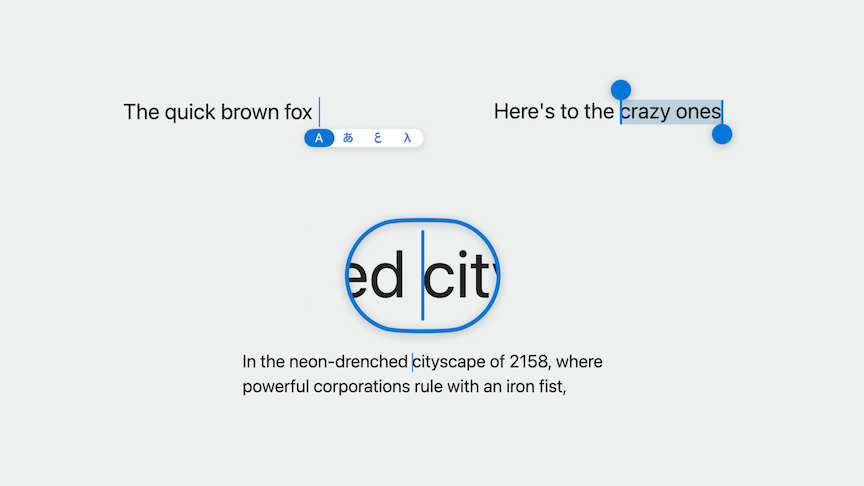 The quick brown fox
A あ ع λ
Here's to the crazy ones
ed city
In the neon-drenched cityscape of 2158, where
powerful corporations rule with an iron fist,